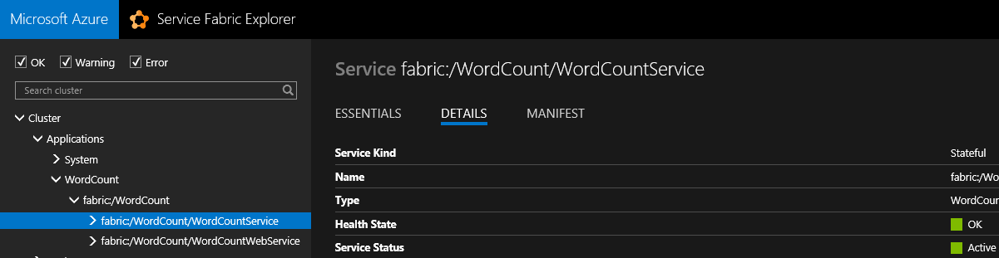 Microsoft Azure Service Fabric Explorer
OK Warning Error
Search cluster
Cluster
Applications
System
WordCount
fabric:/WordCount
fabric:/WordCount/WordCountService
fabric:/WordCount/WordCountWebService
Service fabric:/WordCount/WordCountService
ESSENTIALS DETAILS MANIFEST
Service Kind Stateful
Name fabric:/Wo
Type WordCoun
Health State OK
Service Status Active